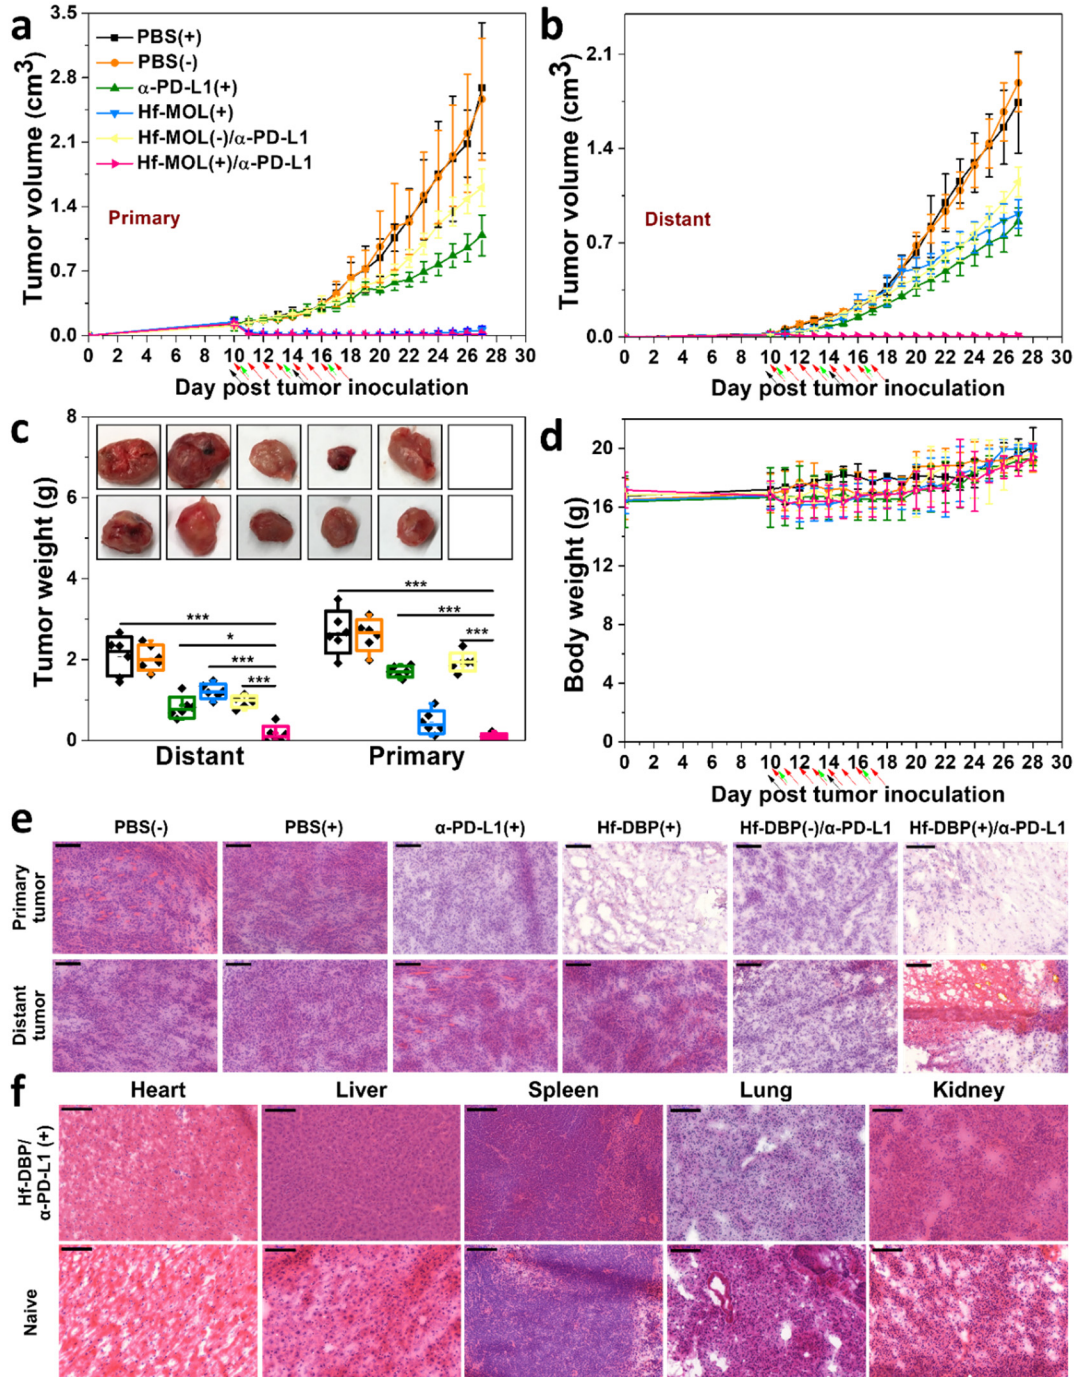 a
3.5
2.8
2.1
1.4
0.7
0.0
Tumor volume (cm3)
PBS(+)
PBS(-)
α-PD-L1(+)
Hf-MOL(+)
Hf-MOL(-)/α-PD-L1
Hf-MOL(+)/α-PD-L1
Primary
0 2 4 6 8 10 12 14 16 18 20 22 24 26 28 30
Day post tumor inoculation
b
2.1
1.4
0.7
0.0
Tumor volume (cm3)
Distant
0 2 4 6 8 10 12 14 16 18 20 22 24 26 28 30
Day post tumor inoculation
c
8
6
4
2
0
Tumor weight (g)
***
*
***
***
***
***
***
Distant Primary
d
20
16
12
8
4
0
Body weight (g)
0 2 4 6 8 10 12 14 16 18 20 22 24 26 28 30
Day post tumor inoculation
e
PBS(-) PBS(+) α-PD-L1(+) Hf-DBP(+) Hf-DBP(-)/α-PD-L1 Hf-DBP(+)/α-PD-L1
Primary
tumor
Distant
tumor
f
Heart Liver Spleen Lung Kidney
Hf-DBP/
α-PD-L1 (+)
Naive